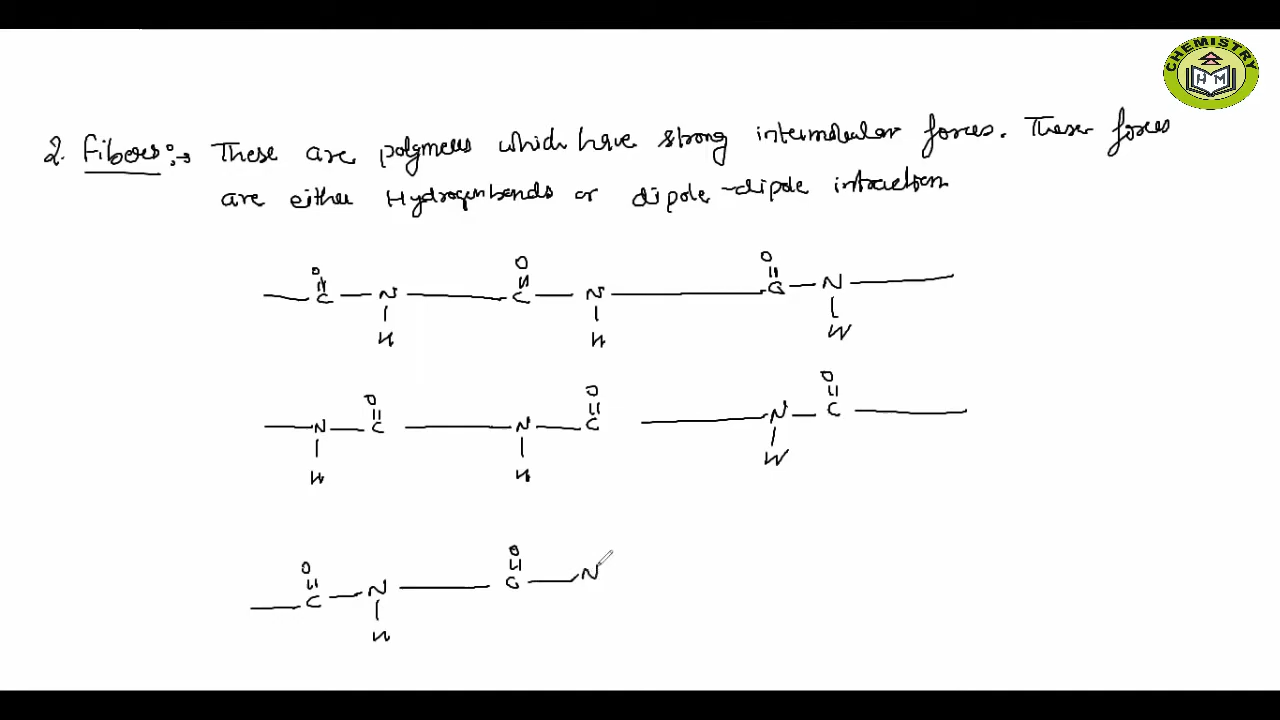 CHEMISTRY
H M
2. Fibers:→ These are polymers which have strong intermolecular forces. These forces
are either Hydrogen bonds or dipole-dipole intraction
O O O
C N C N C N
H H H
O O O
N C N C N C
H H H
O O
C N C N
H